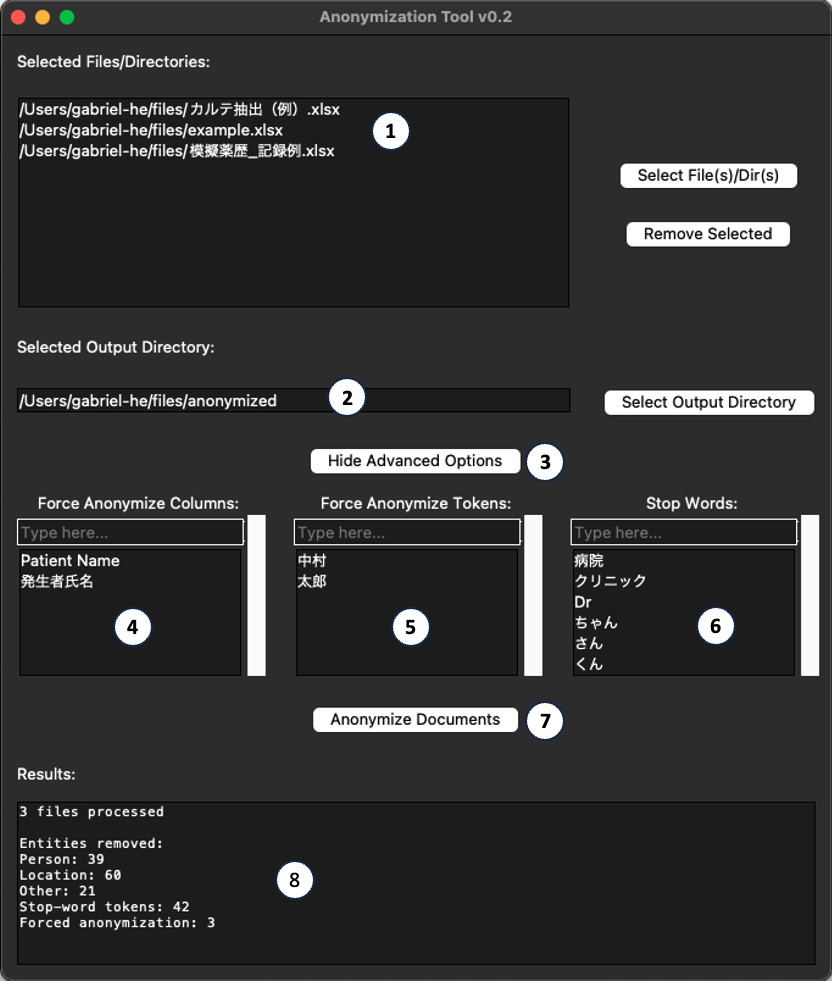 Anonymization Tool v0.2
Selected Files/Directories:
/Users/gabriel-he/files/カルテ抽出（例）.xlsx
/Users/gabriel-he/files/example.xlsx
/Users/gabriel-he/files/模擬薬歴_記録例.xlsx
1
Select File(s)/Dir(s)
Remove Selected
Selected Output Directory:
/Users/gabriel-he/files/anonymized
2
Select Output Directory
Hide Advanced Options
3
Force Anonymize Columns:
Type here...
Patient Name
発生者氏名
4
Force Anonymize Tokens:
Type here...
中村
太郎
5
Stop Words:
Type here...
病院
クリニック
Dr
ちゃん
さん
くん
6
Anonymize Documents
7
Results:
3 files processed
Entities removed:
Person: 39
Location: 60
Other: 21
Stop-word tokens: 42
Forced anonymization: 3
8